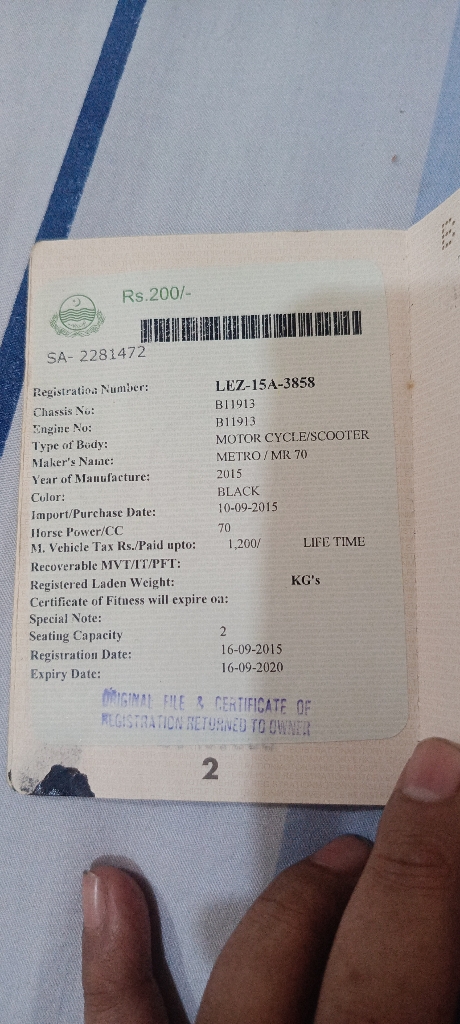 Rs.200/-
SA- 2281472
Registration Number: LEZ-15A-3858
Chassis No: B11913
Engine No: B11913
Type of Body: MOTOR CYCLE/SCOOTER
Maker's Name: METRO / MR 70
Year of Manufacture: 2015
Color: BLACK
Import/Purchase Date: 10-09-2015
Horse Power/CC 70
M. Vehicle Tax Rs./Paid upto: 1,200/ LIFE TIME
Recoverable MVT/IT/PFT:
Registered Laden Weight: KG's
Certificate of Fitness will expire on:
Special Note:
Seating Capacity 2
Registration Date: 16-09-2015
Expiry Date: 16-09-2020
ORIGINAL FILE & CERTIFICATE OF
REGISTRATION RETURNED TO OWNER
2